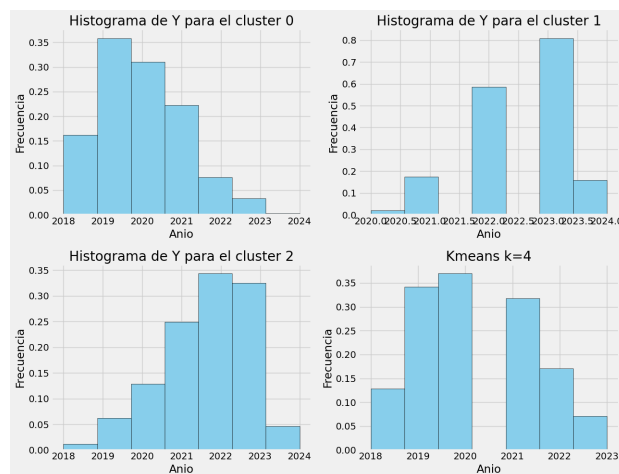 Histograma de Y para el cluster 0
Frecuencia
0.35
0.30
0.25
0.20
0.15
0.10
0.05
0.00
2018 2019 2020 2021 2022 2023 2024
Anio
Histograma de Y para el cluster 1
Frecuencia
0.8
0.7
0.6
0.5
0.4
0.3
0.2
0.1
0.0
2020.0 2020.5 2021.0 2021.5 2022.0 2022.5 2023.0 2023.5 2024.0
Anio
Histograma de Y para el cluster 2
Frecuencia
0.35
0.30
0.25
0.20
0.15
0.10
0.05
0.00
2018 2019 2020 2021 2022 2023 2024
Anio
Kmeans k=4
Frecuencia
0.35
0.30
0.25
0.20
0.15
0.10
0.05
0.00
2018 2019 2020 2021 2022 2023
Anio